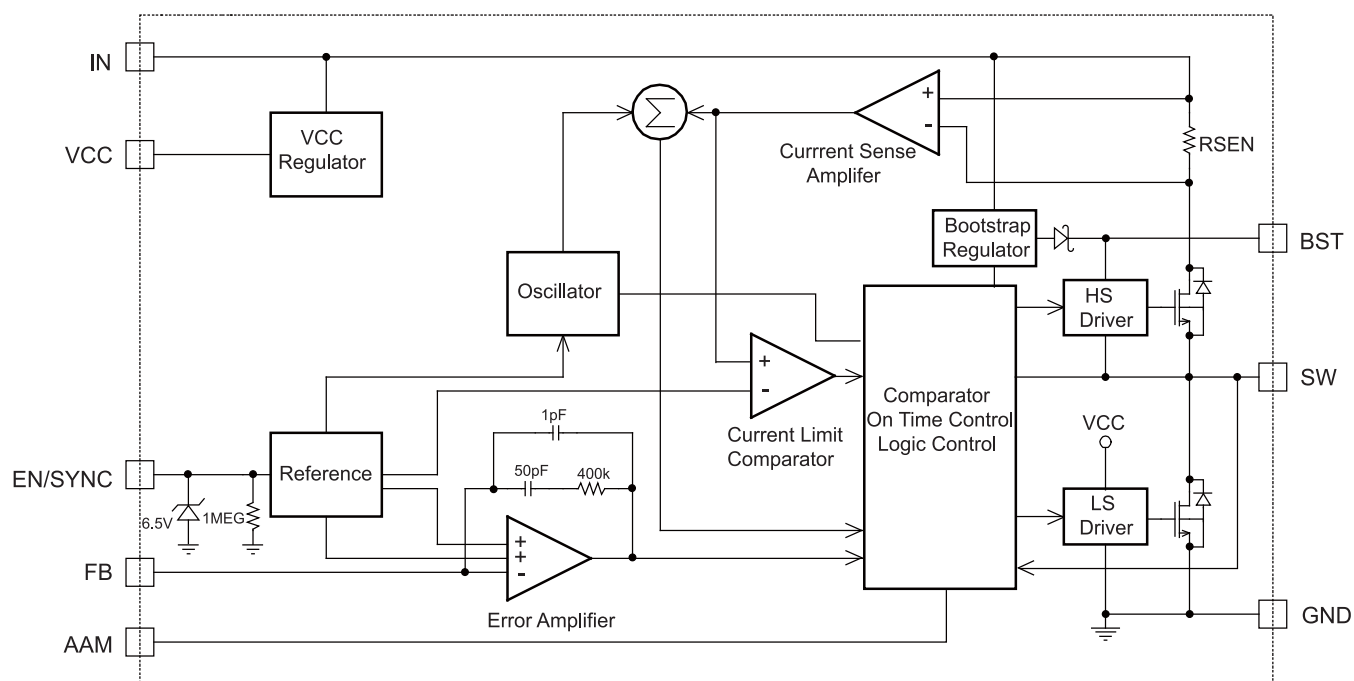 IN
VCC
VCC
Regulator
Σ
+
-
Currrent Sense
Amplifer
RSEN
Bootstrap
Regulator
BST
Oscillator
HS
Driver
+
-
Current Limit
Comparator
Comparator
On Time Control
Logic Control
SW
VCC
EN/SYNC
6.5V
1MEG
Reference
1pF
50pF
400k
LS
Driver
FB
+
+
-
Error Amplifier
AAM
GND